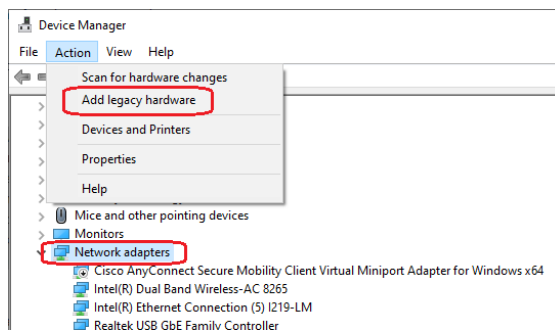 Device Manager
File Action View Help
Scan for hardware changes
Add legacy hardware
Devices and Printers
Properties
Help
Mice and other pointing devices
Monitors
Network adapters
Cisco AnyConnect Secure Mobility Client Virtual Miniport Adapter for Windows x64
Intel(R) Dual Band Wireless-AC 8265
Intel(R) Ethernet Connection (5) I219-LM
Realtek USB GbE Family Controller